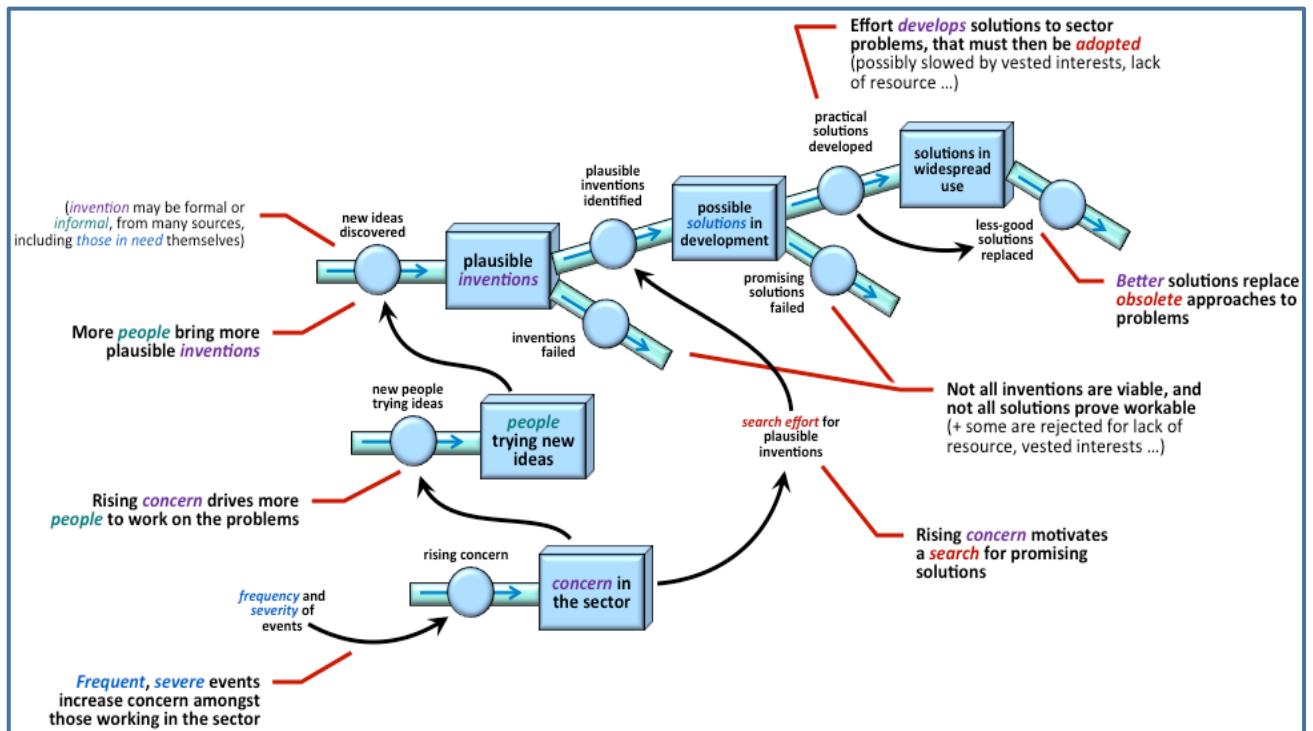 Effort develops solutions to sector
problems, that must then be adopted
(possibly slowed by vested interests, lack
of resource ...)
practical
solutions
developed
solutions in
widespread
use
plausible
inventions
identified
possible
solutions in
development
less-good
solutions
replaced
(invention may be formal or
informal, from many sources,
including those in need themselves)
new ideas
discovered
plausible
inventions
promising
solutions
failed
Better solutions replace
obsolete approaches to
problems
More people bring more
plausible inventions
inventions
failed
new people
trying ideas
people
trying new
ideas
search effort for
plausible
inventions
Not all inventions are viable, and
not all solutions prove workable
(+ some are rejected for lack of
resource, vested interests ...)
Rising concern drives more
people to work on the problems
rising concern
concern in
the sector
Rising concern motivates
a search for promising
solutions
frequency and
severity of
events
Frequent, severe events
increase concern amongst
those working in the sector